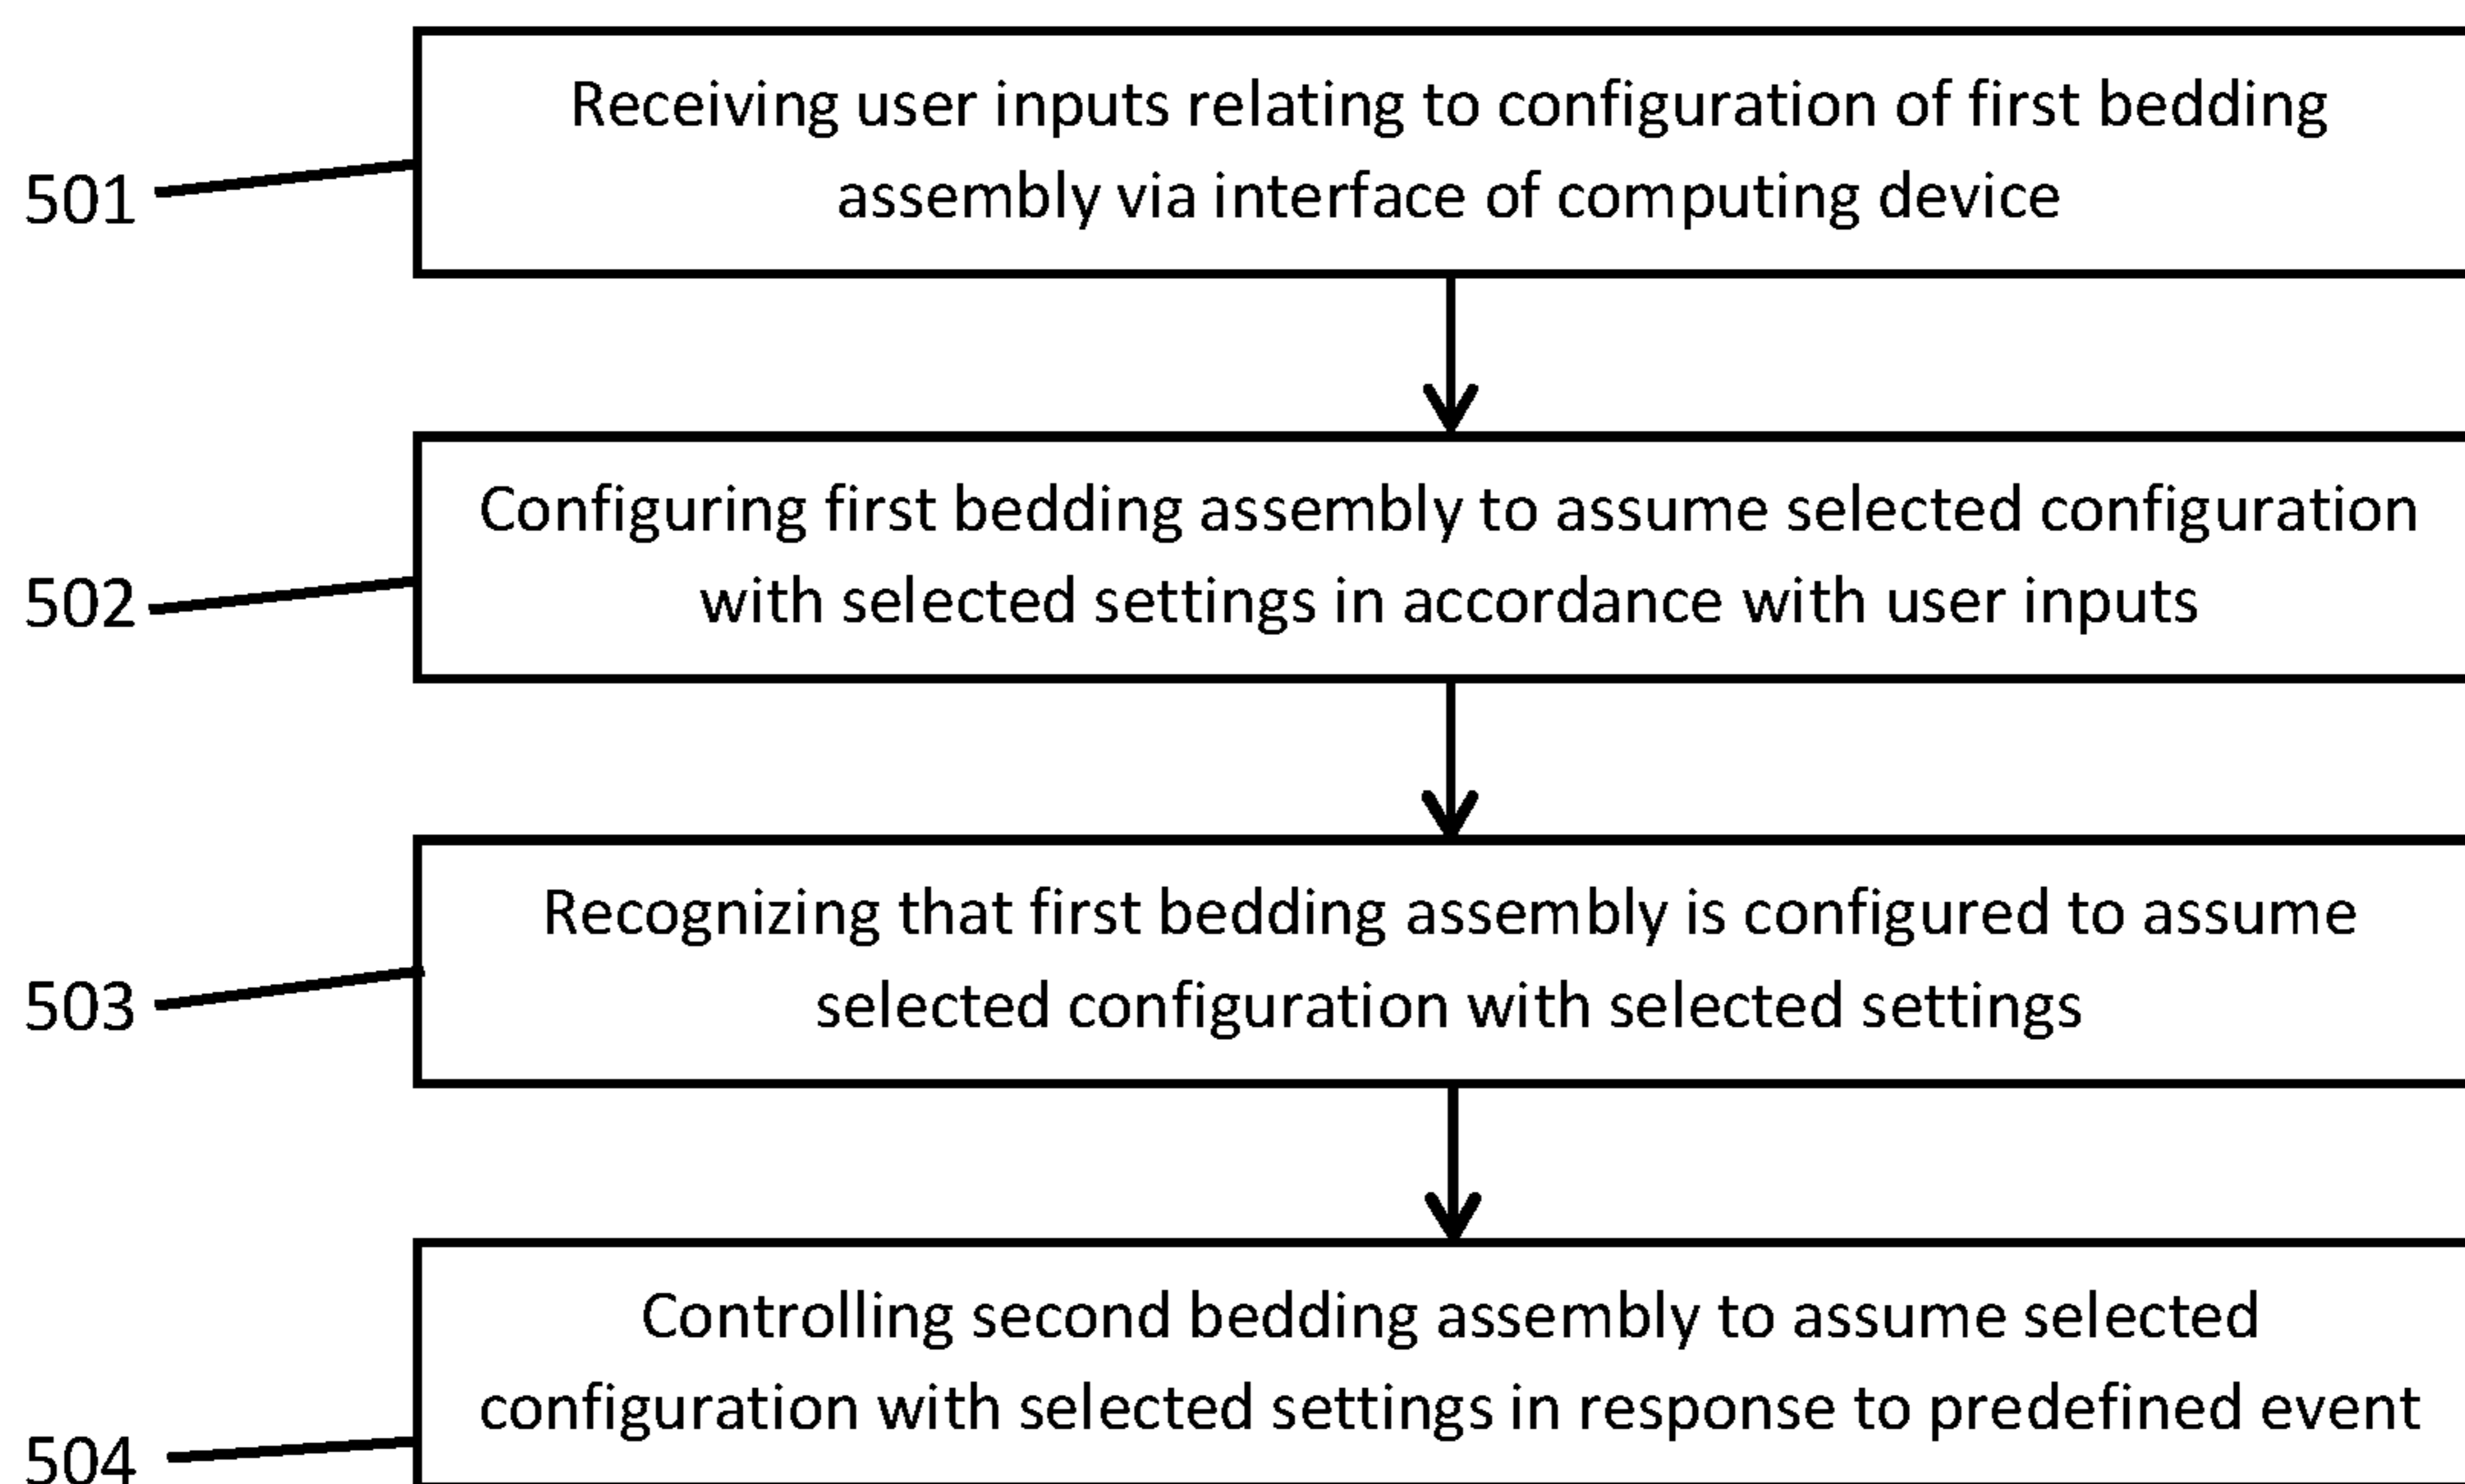 Receiving user inputs relating to configuration of first bedding
assembly via interface of computing device
501
Configuring first bedding assembly to assume selected configuration
with selected settings in accordance with user inputs
502
Recognizing that first bedding assembly is configured to assume
selected configuration with selected settings
503
Controlling second bedding assembly to assume selected
configuration with selected settings in response to predefined event
504